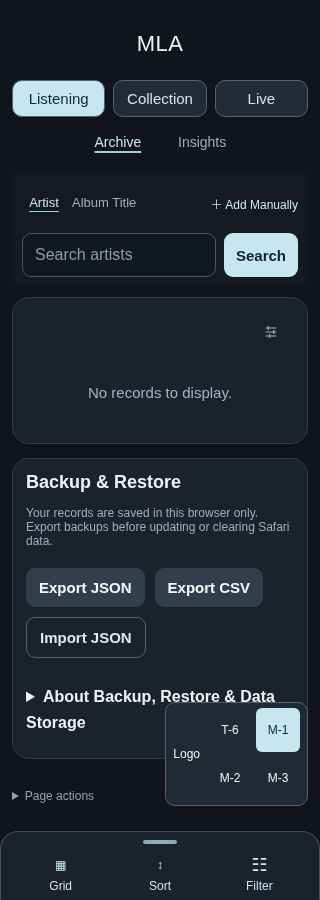 MLA
Listening Collection Live
Archive Insights
Artist Album Title + Add Manually
Search artists Search
No records to display.
Backup & Restore
Your records are saved in this browser only.
Export backups before updating or clearing Safari
data.
Export JSON Export CSV
Import JSON
About Backup, Restore & Data
Storage
Logo T-6 M-1
M-2 M-3
Page actions
Grid Sort Filter